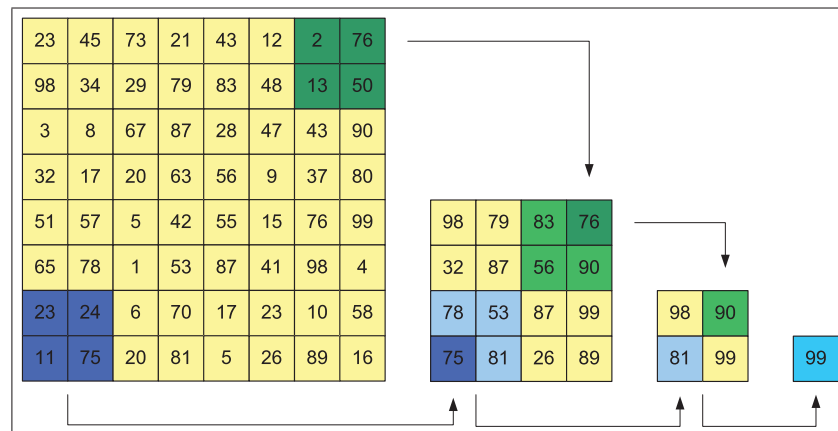 23 45 73 21 43 12 2 76
98 34 29 79 83 48 13 50
3 8 67 87 28 47 43 90
32 17 20 63 56 9 37 80
51 57 5 42 55 15 76 99
65 78 1 53 87 41 98 4
23 24 6 70 17 23 10 58
11 75 20 81 5 26 89 16
98 79 83 76
32 87 56 90
78 53 87 99
75 81 26 89
98 90
81 99
99